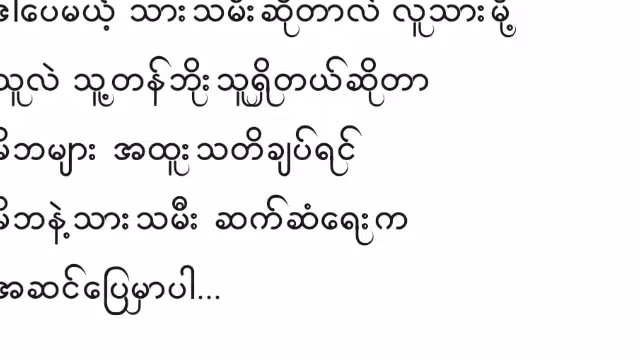 ဒါပေမယ့် သားသမီးဆိုတာလဲ လူသားမို့
သူလဲ သူ့တန်ဘိုးသူရှိတယ်ဆိုတာ
မိဘများ အထူးသတိချပ်ရင်
မိဘနဲ့သားသမီး ဆက်ဆံရေးက
အဆင်ပြေမှာပါ...